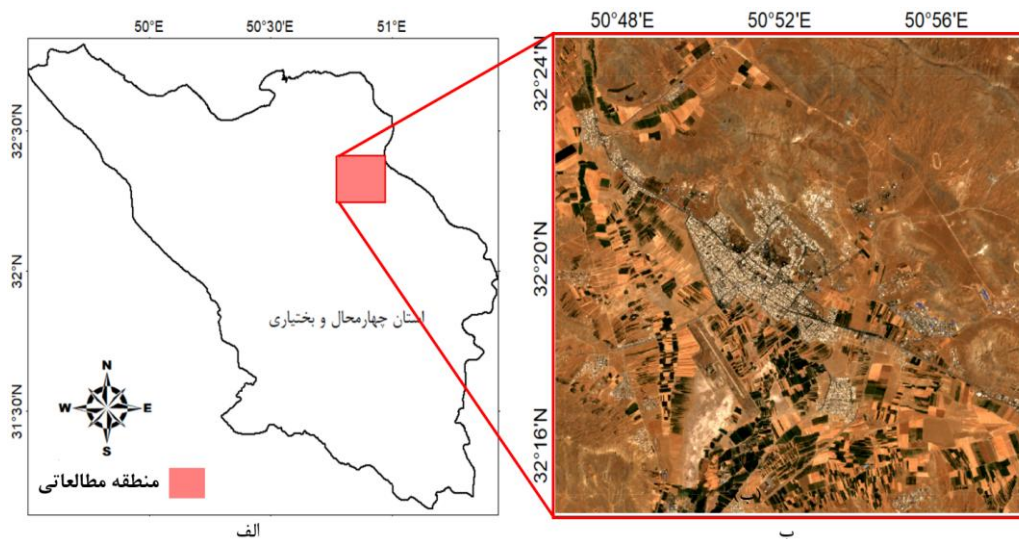 50°E 50°30'E 51°E
32°30'N
32°N
31°30'N
استان چهارمحال و بختیاری
N
W E
S
منطقه مطالعاتی
الف
50°48'E 50°52'E 50°56'E
32°24'N
32°20'N
32°16'N
(ب)
ب